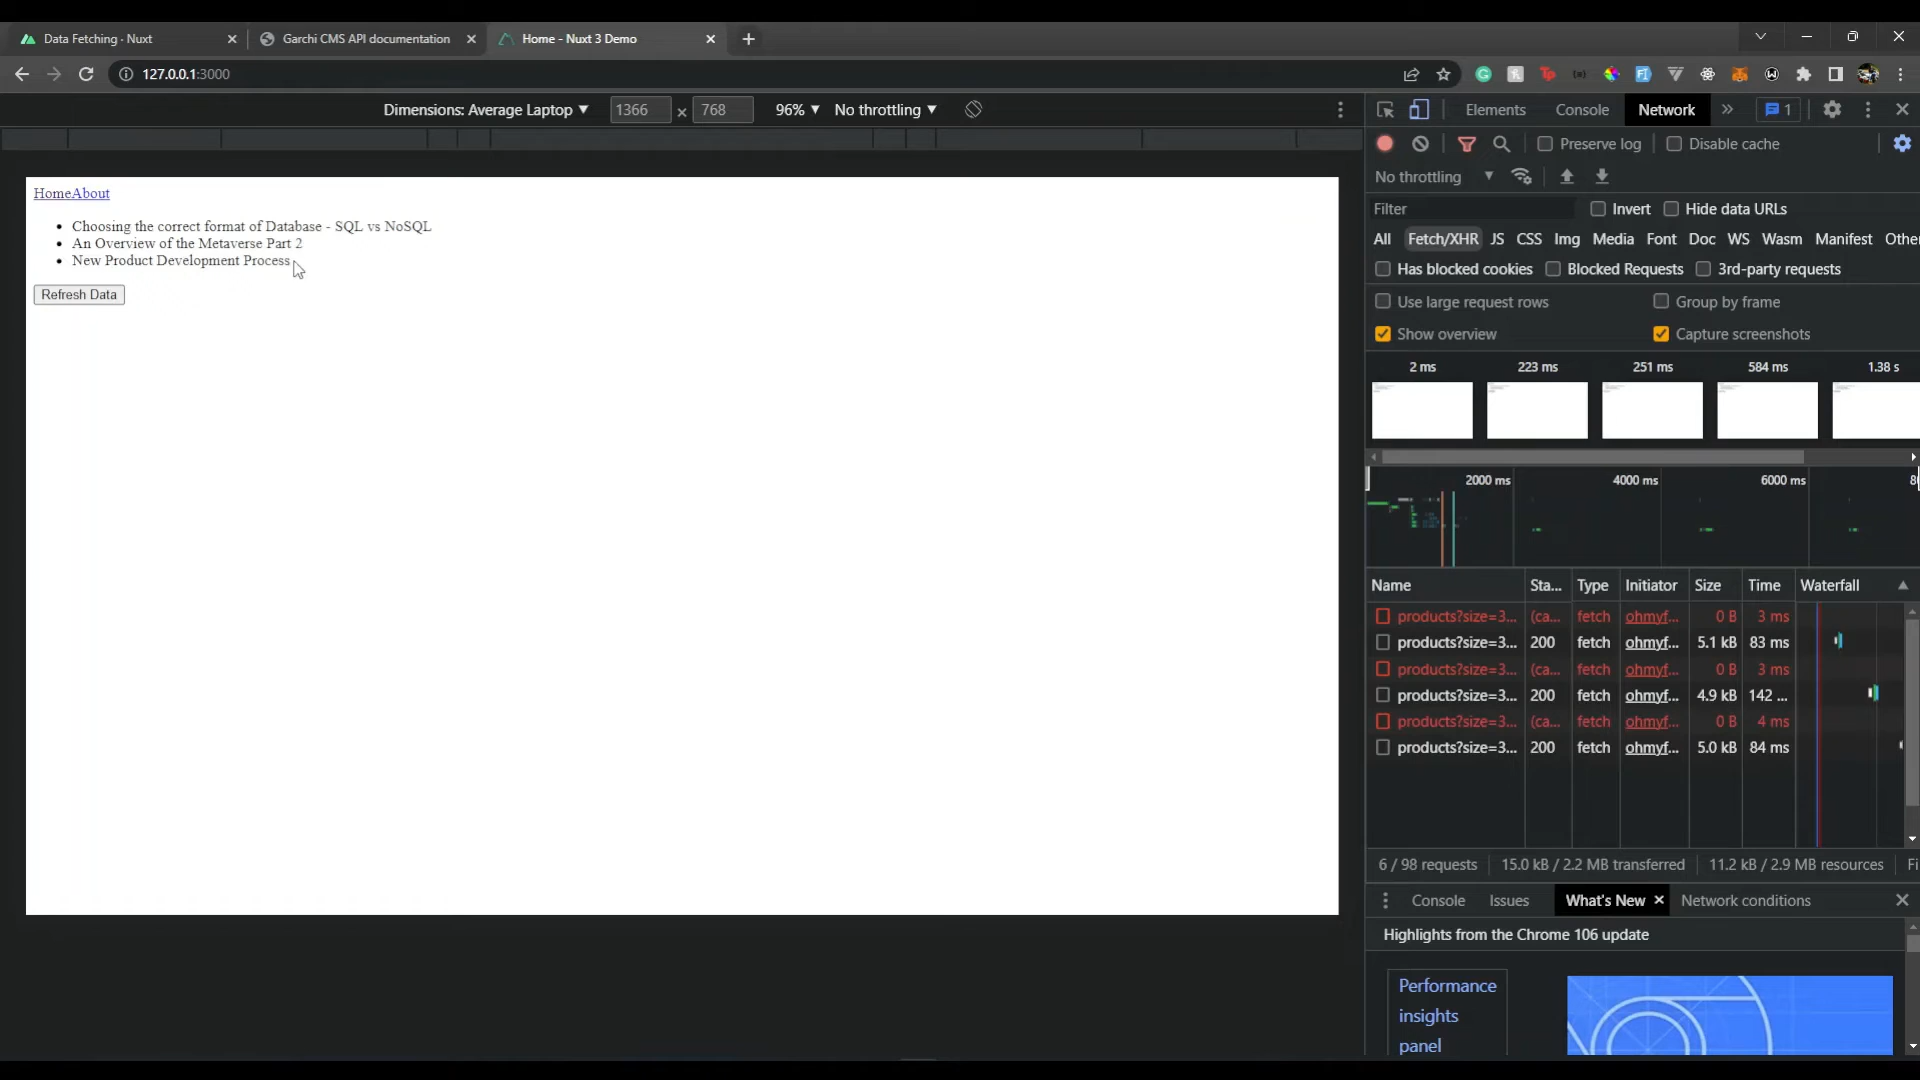 Data Fetching · Nuxt
Garchi CMS API documentation
Home - Nuxt 3 Demo
127.0.0.1:3000
Dimensions: Average Laptop
1366
768
96%
No throttling
Elements
Console
Network
1
Preserve log
Disable cache
No throttling
HomeAbout
Choosing the correct format of Database - SQL vs NoSQL
An Overview of the Metaverse Part 2
New Product Development Process
Refresh Data
Filter
Invert
Hide data URLs
All Fetch/XHR JS CSS Img Media Font Doc WS Wasm Manifest Other
Has blocked cookies
Blocked Requests
3rd-party requests
Use large request rows
Group by frame
Show overview
Capture screenshots
2 ms 223 ms 251 ms 584 ms 1.38 s
2000 ms 4000 ms 6000 ms 8
Name Sta... Type Initiator Size Time Waterfall
products?size=3... (ca... fetch ohmyf... 0 B 3 ms
products?size=3... 200 fetch ohmyf... 5.1 kB 83 ms
products?size=3... (ca... fetch ohmyf... 0 B 3 ms
products?size=3... 200 fetch ohmyf... 4.9 kB 142 ...
products?size=3... (ca... fetch ohmyf... 0 B 4 ms
products?size=3... 200 fetch ohmyf... 5.0 kB 84 ms
6 / 98 requests 15.0 kB / 2.2 MB transferred 11.2 kB / 2.9 MB resources Fi
Console Issues What's New Network conditions
Highlights from the Chrome 106 update
Performance
insights
panel